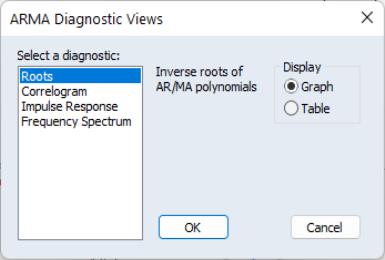 ARMA Diagnostic Views
Select a diagnostic:
Roots
Correlogram
Impulse Response
Frequency Spectrum
Inverse roots of
AR/MA polynomials
Display
Graph
Table
OK
Cancel